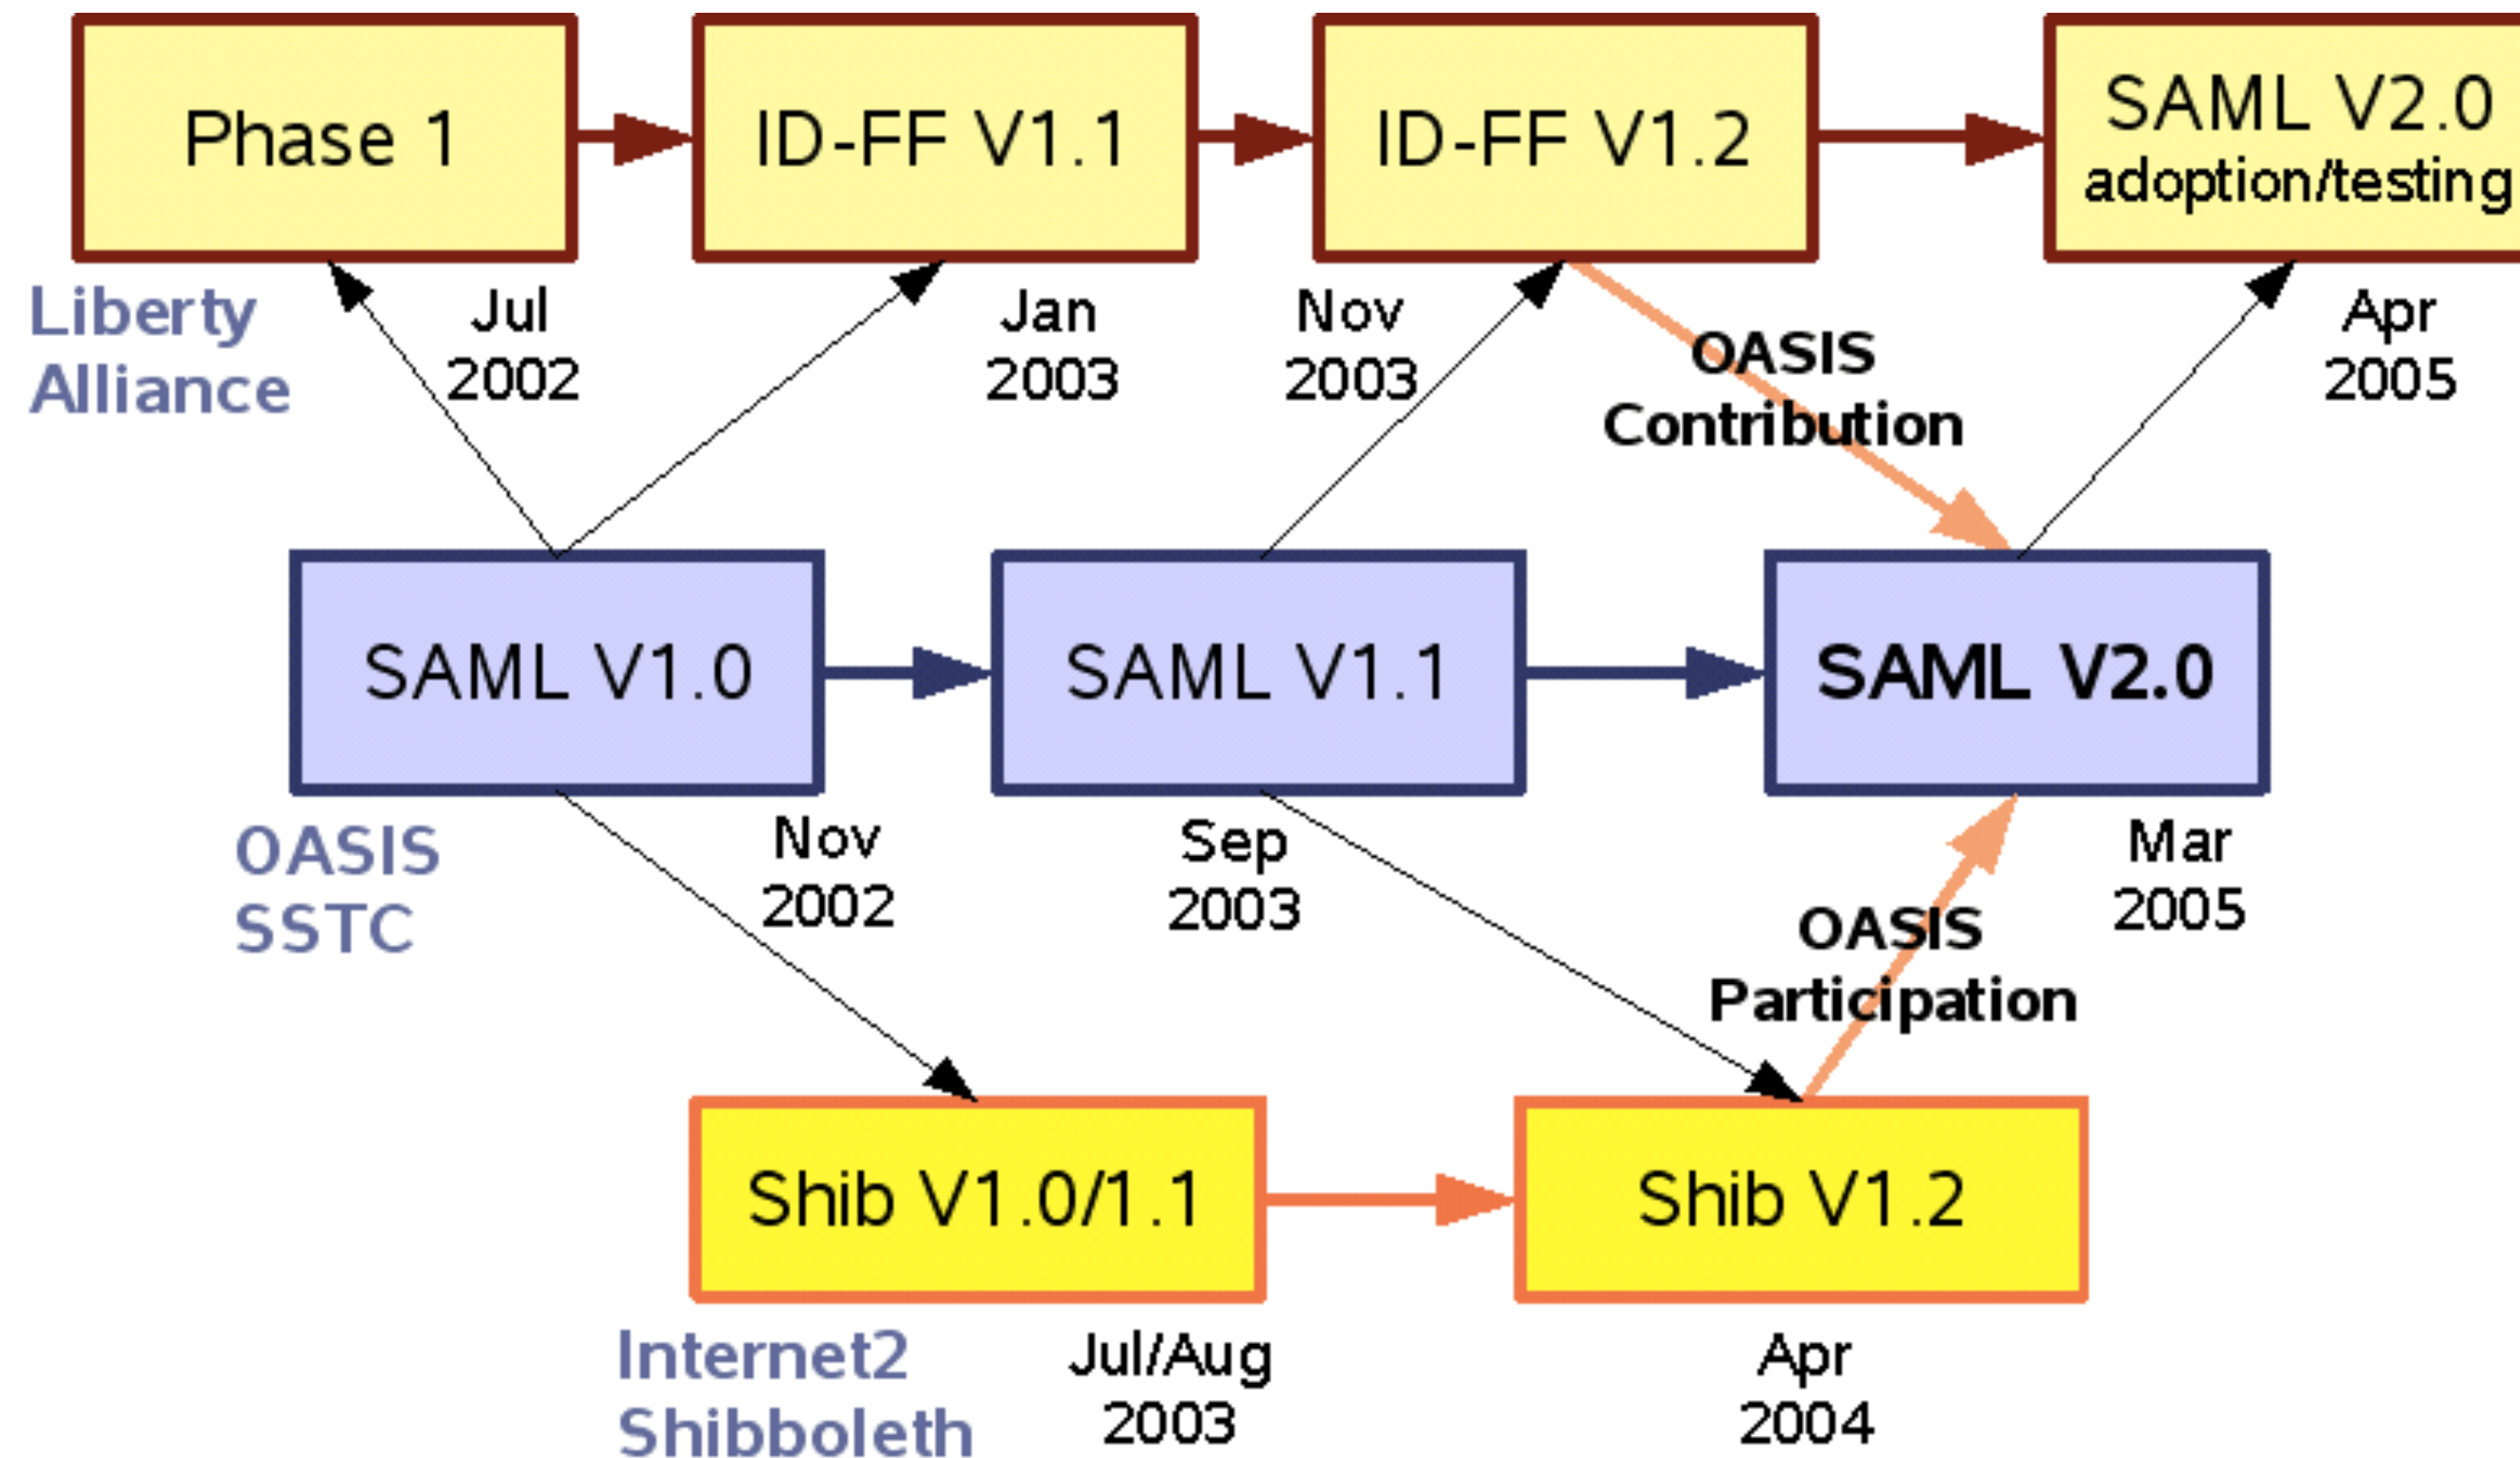 Phase 1
ID-FF V1.1
ID-FF V1.2
SAML V2.0
adoption/testing
Liberty
Alliance
Jul
2002
Jan
2003
Nov
2003
OASIS
Contribution
Apr
2005
SAML V1.0
SAML V1.1
SAML V2.0
OASIS
SSTC
Nov
2002
Sep
2003
Mar
2005
OASIS
Participation
Shib V1.0/1.1
Shib V1.2
Internet2
Shibboleth
Jul/Aug
2003
Apr
2004